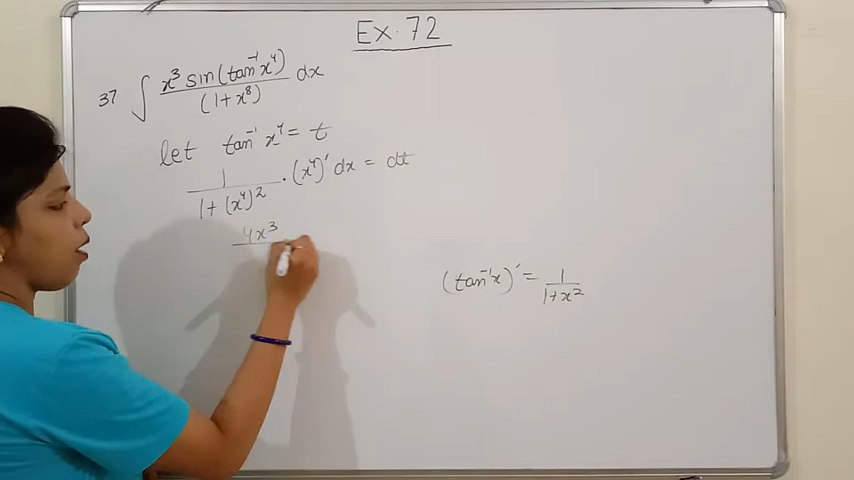 Ex. 72
37 ∫ x³ sin(tan⁻¹x⁴) / (1+x⁸) dx
let tan⁻¹ x⁴ = t
1 / 1+(x⁴)² · (x⁴)′ dx = dt
4x³
(tan⁻¹x)′ = 1 / 1+x²